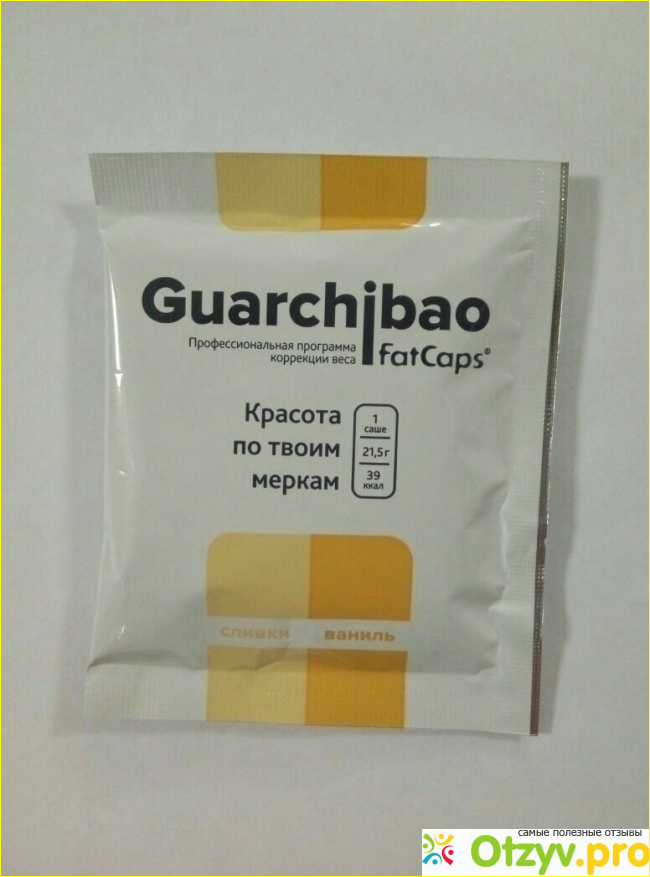 Guarchibao
Профессиональная программа
коррекции веса
fatCaps®
Красота
по твоим
меркам
1
саше
21,5 г
39
ккал
сливки ваниль
самые полезные отзывы
Otzyv.pro